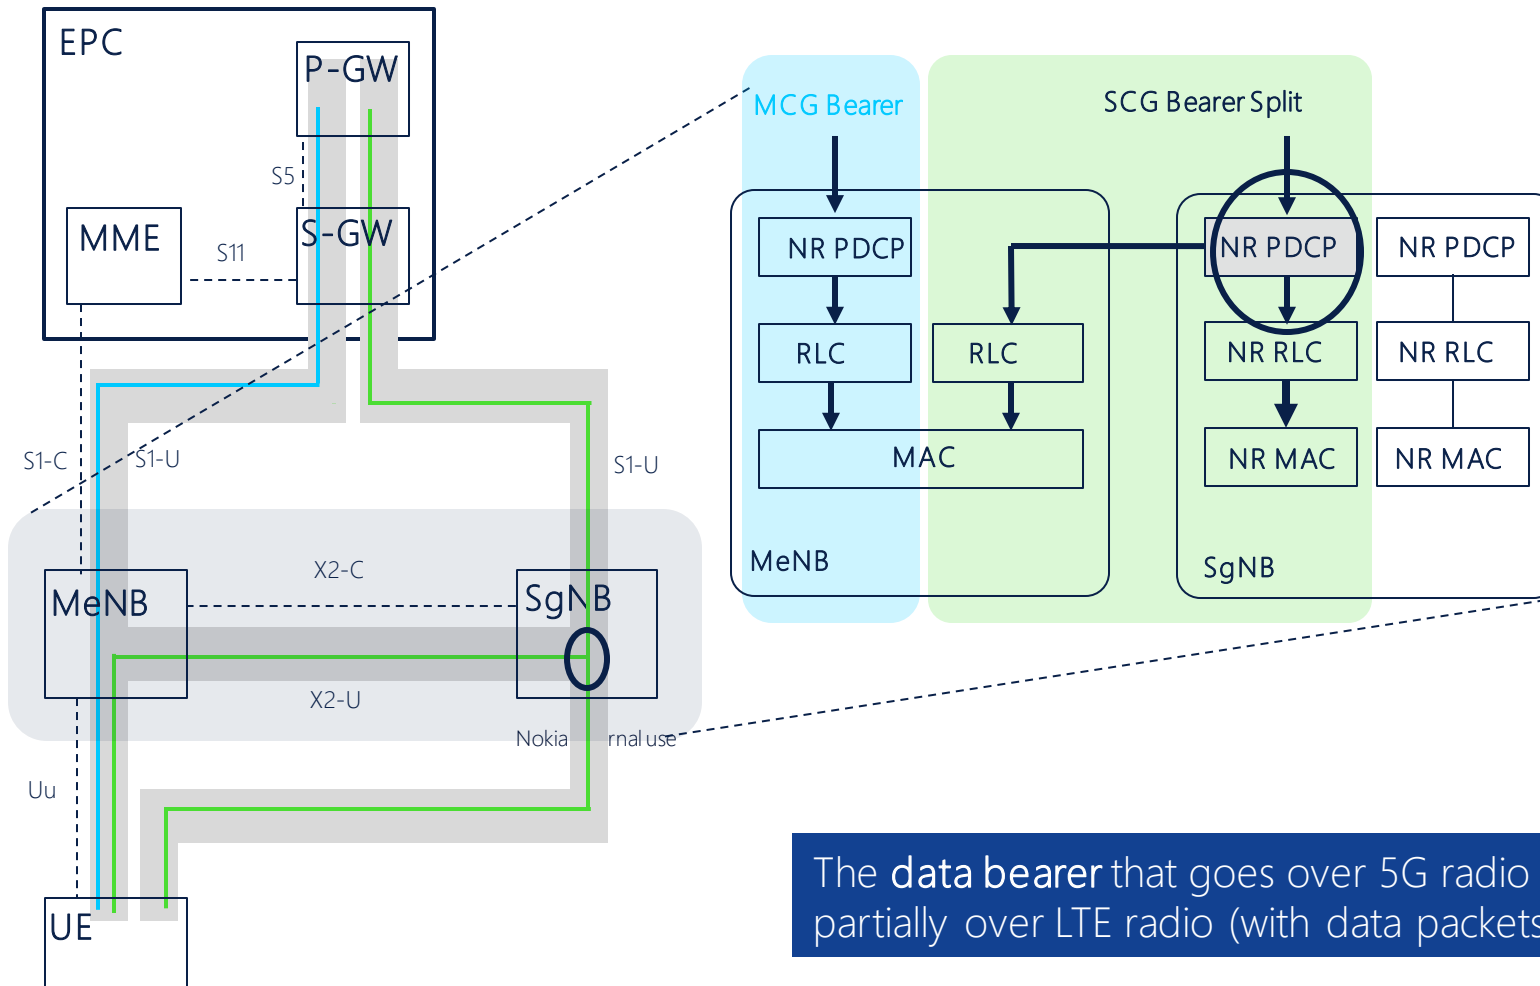 EPC
P-GW
S5
MME
S11
S-GW
S1-C
S1-U
S1-U
MeNB
X2-C
SgNB
X2-U
Nokia rnal use
Uu
UE
MCG Bearer
SCG Bearer Split
NR PDCP
NR PDCP
NR PDCP
RLC
RLC
NR RLC
NR RLC
MAC
NR MAC
NR MAC
MeNB
SgNB
The data bearer that goes over 5G radio
partially over LTE radio (with data packets